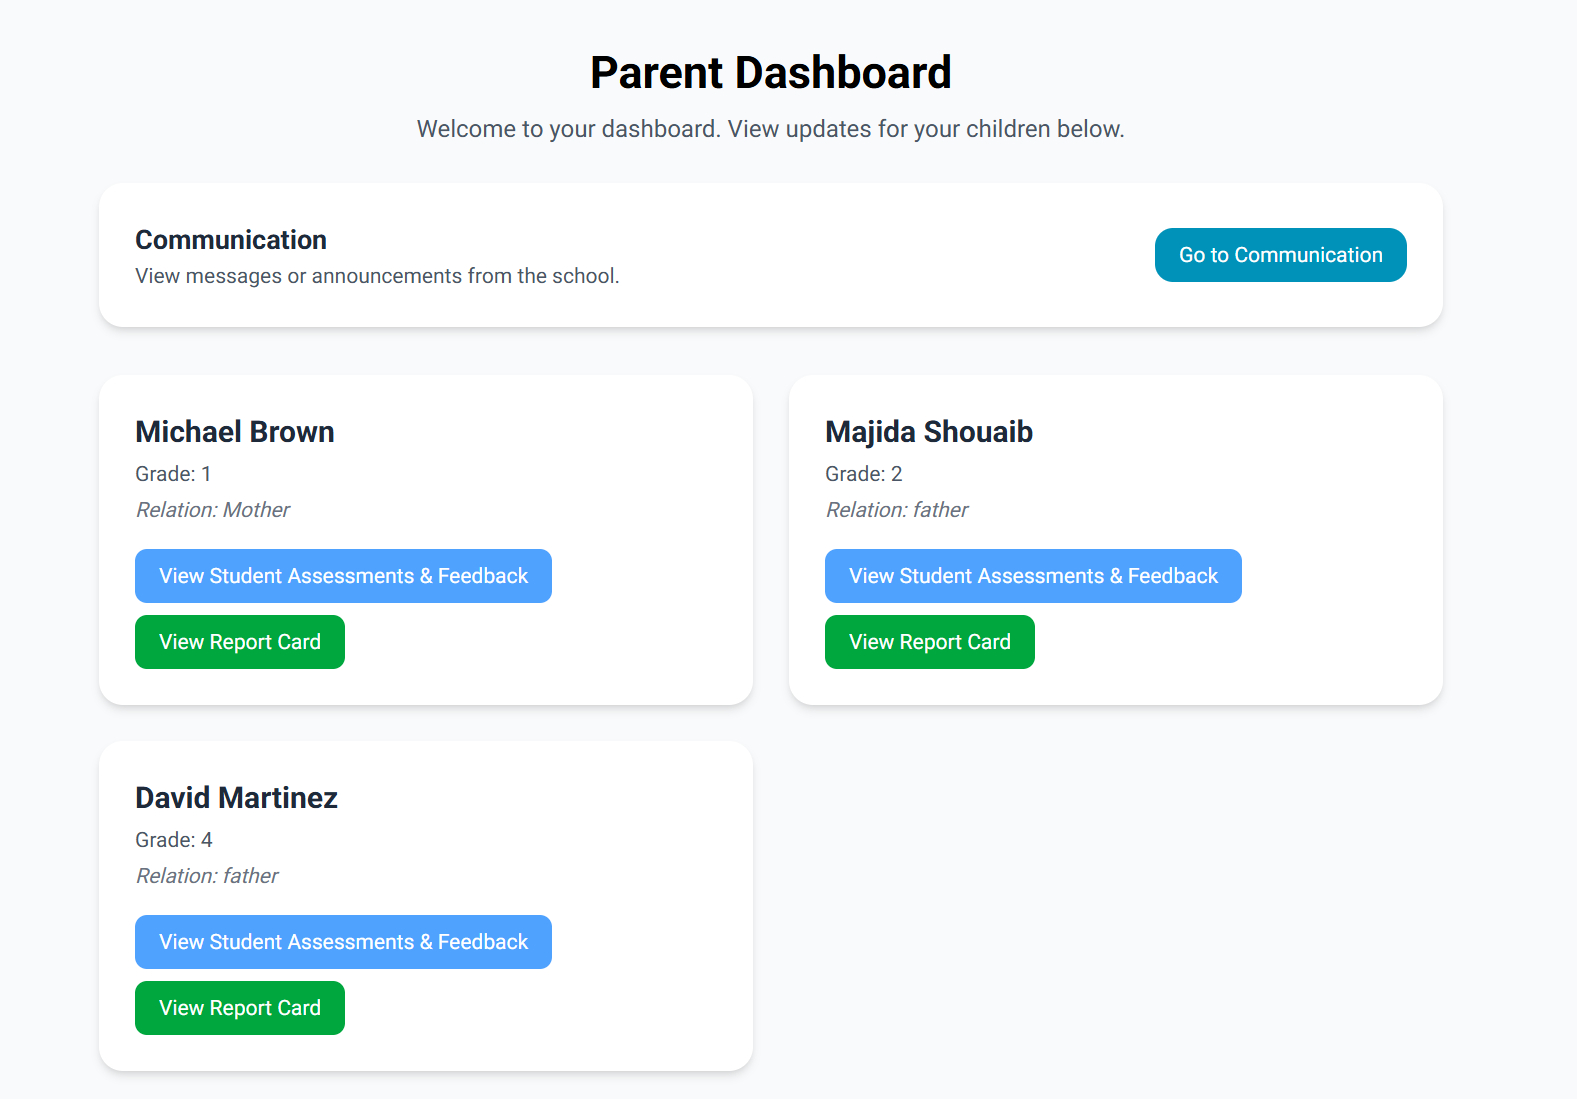 Parent Dashboard
Welcome to your dashboard. View updates for your children below.
Communication
View messages or announcements from the school.
Go to Communication
Michael Brown
Grade: 1
Relation: Mother
View Student Assessments & Feedback
View Report Card
Majida Shouaib
Grade: 2
Relation: father
View Student Assessments & Feedback
View Report Card
David Martinez
Grade: 4
Relation: father
View Student Assessments & Feedback
View Report Card